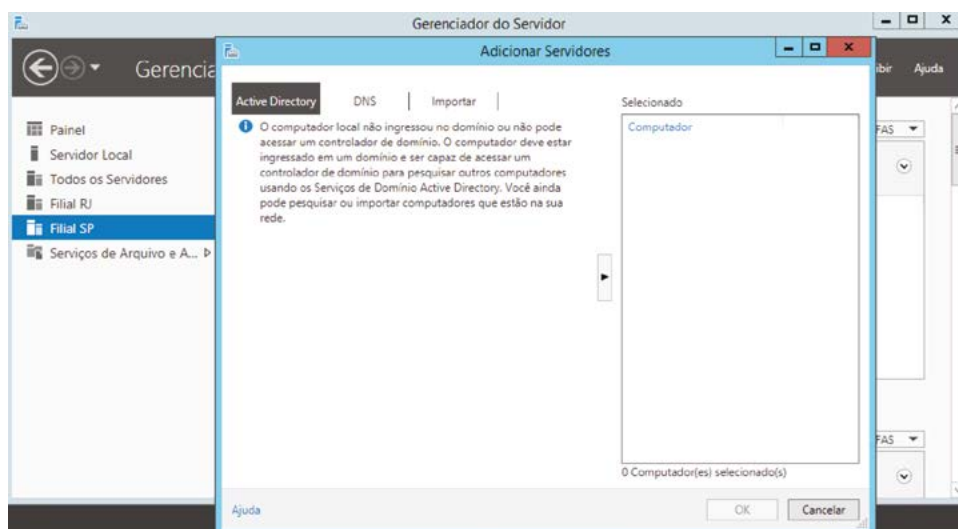 Gerenciador do Servidor
Adicionar Servidores
Gerencia
ibir Ajuda
Painel
Servidor Local
Todos os Servidores
Filial RJ
Filial SP
Serviços de Arquivo e A...
Active Directory DNS Importar
O computador local não ingressou no domínio ou não pode
acessar um controlador de domínio. O computador deve estar
ingressado em um domínio e ser capaz de acessar um
controlador de domínio para pesquisar outros computadores
usando os Serviços de Domínio Active Directory. Você ainda
pode pesquisar ou importar computadores que estão na sua
rede.
Selecionado
Computador
0 Computador(es) selecionado(s)
FAS
FAS
Ajuda
OK Cancelar